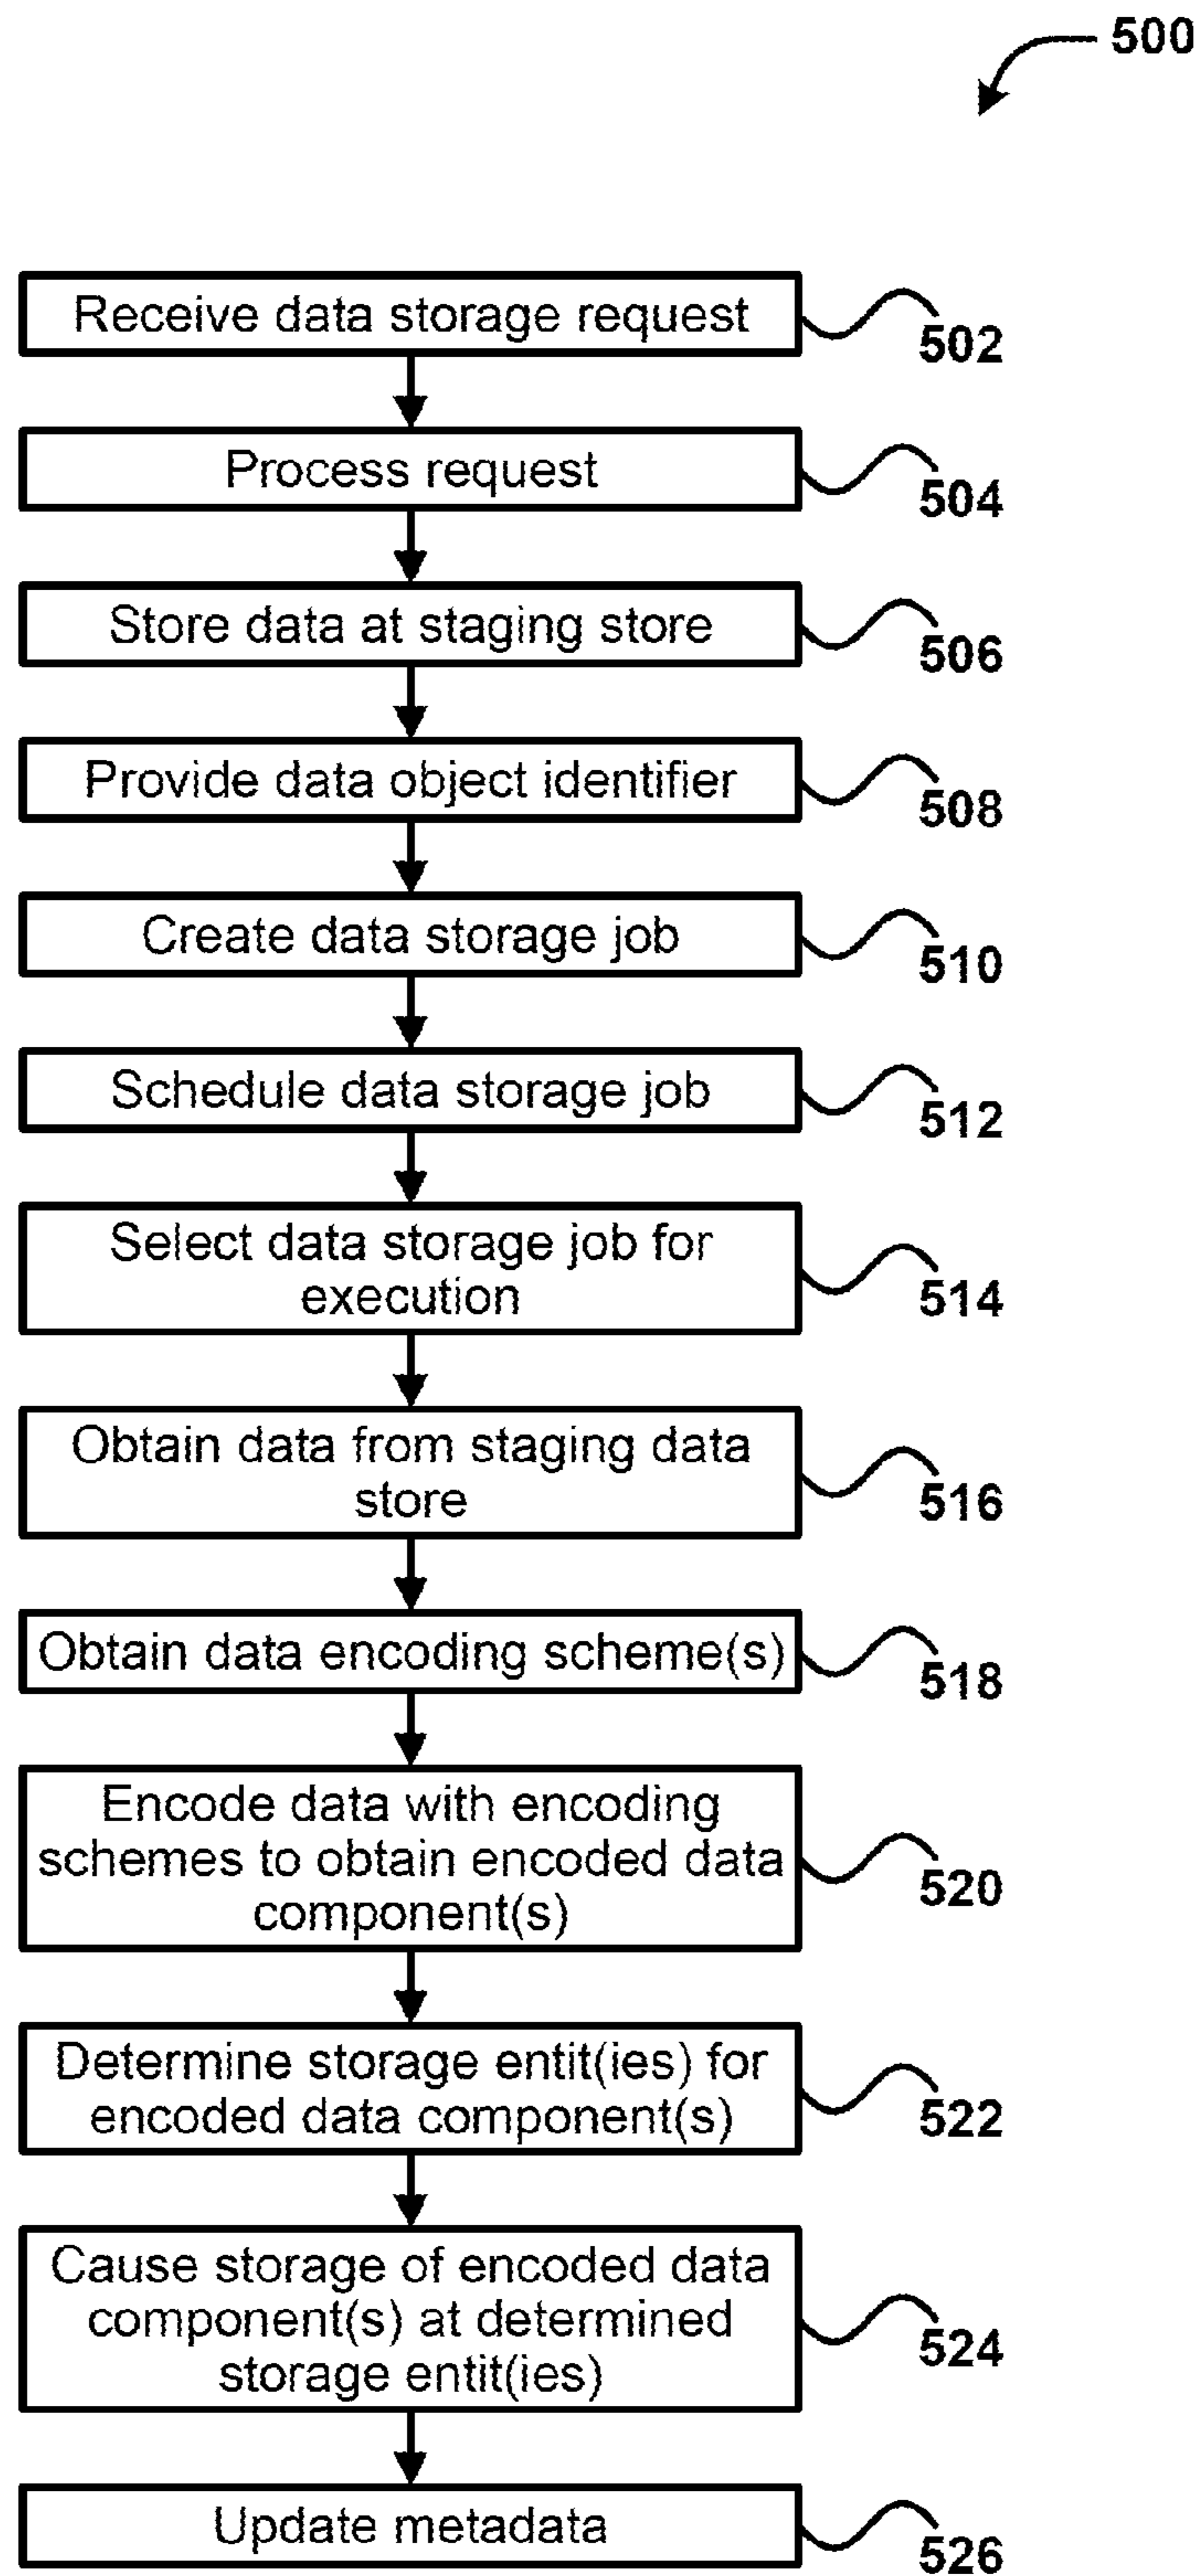 500
Receive data storage request
502
Process request
504
Store data at staging store
506
Provide data object identifier
508
Create data storage job
510
Schedule data storage job
512
Select data storage job for
execution
514
Obtain data from staging data
store
516
Obtain data encoding scheme(s)
518
Encode data with encoding
schemes to obtain encoded data
component(s)
520
Determine storage entit(ies) for
encoded data component(s)
522
Cause storage of encoded data
component(s) at determined
storage entit(ies)
524
Update metadata
526